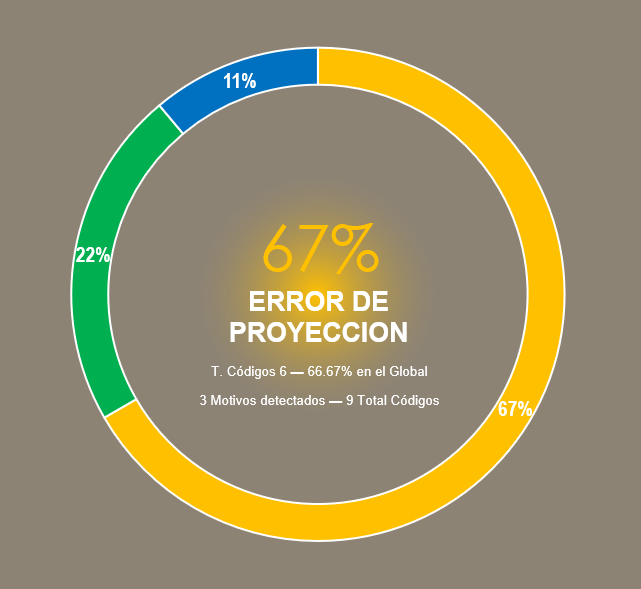 11%
22%
67%
ERROR DE
PROYECCION
T. Códigos 6 — 66.67% en el Global
3 Motivos detectados — 9 Total Códigos
67%